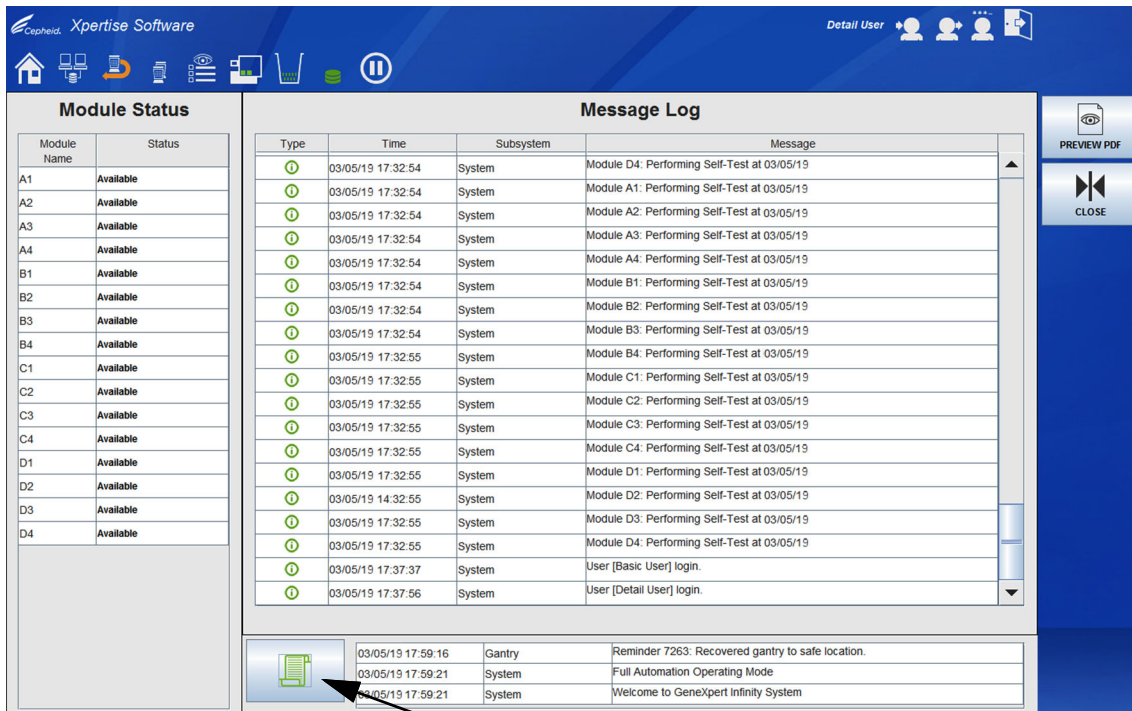 Cepheid. Xpertise Software
Detail User
Module Status
Message Log
PREVIEW PDF
CLOSE
Module Name Status
A1 Available
A2 Available
A3 Available
A4 Available
B1 Available
B2 Available
B3 Available
B4 Available
C1 Available
C2 Available
C3 Available
C4 Available
D1 Available
D2 Available
D3 Available
D4 Available
Type Time Subsystem Message
03/05/19 17:32:54 System Module D4: Performing Self-Test at 03/05/19
03/05/19 17:32:54 System Module A1: Performing Self-Test at 03/05/19
03/05/19 17:32:54 System Module A2: Performing Self-Test at 03/05/19
03/05/19 17:32:54 System Module A3: Performing Self-Test at 03/05/19
03/05/19 17:32:54 System Module A4: Performing Self-Test at 03/05/19
03/05/19 17:32:54 System Module B1: Performing Self-Test at 03/05/19
03/05/19 17:32:54 System Module B2: Performing Self-Test at 03/05/19
03/05/19 17:32:54 System Module B3: Performing Self-Test at 03/05/19
03/05/19 17:32:55 System Module B4: Performing Self-Test at 03/05/19
03/05/19 17:32:55 System Module C1: Performing Self-Test at 03/05/19
03/05/19 17:32:55 System Module C2: Performing Self-Test at 03/05/19
03/05/19 17:32:55 System Module C3: Performing Self-Test at 03/05/19
03/05/19 17:32:55 System Module C4: Performing Self-Test at 03/05/19
03/05/19 17:32:55 System Module D1: Performing Self-Test at 03/05/19
03/05/19 14:32:55 System Module D2: Performing Self-Test at 03/05/19
03/05/19 17:32:55 System Module D3: Performing Self-Test at 03/05/19
03/05/19 17:32:55 System Module D4: Performing Self-Test at 03/05/19
03/05/19 17:37:37 System User [Basic User] login.
03/05/19 17:37:56 System User [Detail User] login.
03/05/19 17:59:16 Gantry Reminder 7263: Recovered gantry to safe location.
03/05/19 17:59:21 System Full Automation Operating Mode
03/05/19 17:59:21 System Welcome to GeneXpert Infinity System